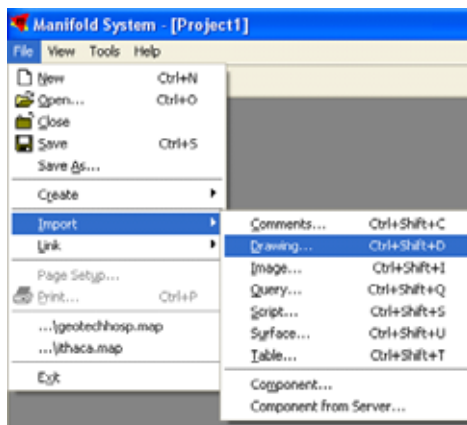 Manifold System - [Project1]
File View Tools Help
New Ctrl+N
Open... Ctrl+O
Close
Save Ctrl+S
Save As...
Create
Import
Link
Page Setup...
Print... Ctrl+P
...\geotechhosp.map
...\ithaca.map
Exit
Comments... Ctrl+Shift+C
Drawing... Ctrl+Shift+D
Image... Ctrl+Shift+I
Query... Ctrl+Shift+Q
Script... Ctrl+Shift+S
Surface... Ctrl+Shift+U
Table... Ctrl+Shift+T
Component...
Component from Server...